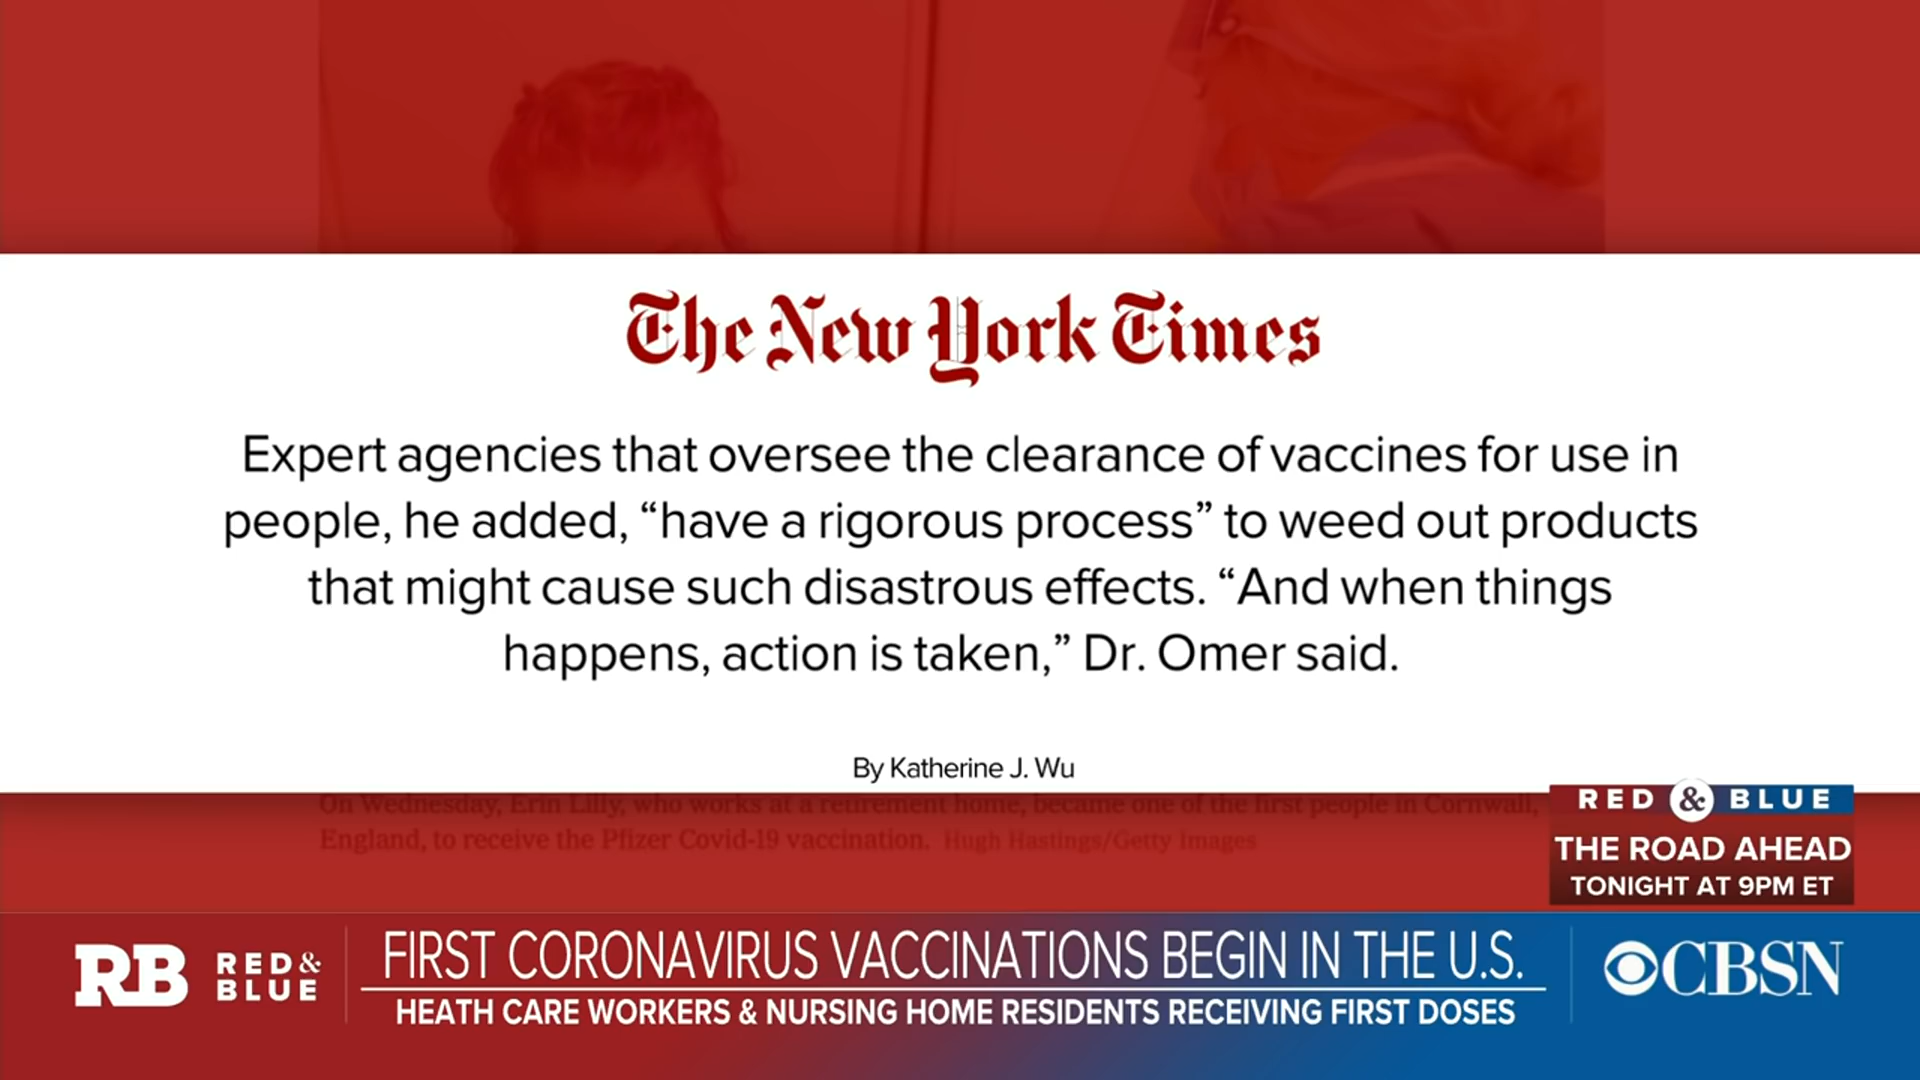 The New York Times
Expert agencies that oversee the clearance of vaccines for use in
people, he added, “have a rigorous process” to weed out products
that might cause such disastrous effects. “And when things
happens, action is taken,” Dr. Omer said.
By Katherine J. Wu
On Wednesday, Erin Lilly, who works at a retirement home, became one of the first people in Cornwall,
England, to receive the Pfizer Covid-19 vaccination. Hugh Hastings/Getty Images
RED & BLUE
THE ROAD AHEAD
TONIGHT AT 9PM ET
RB
RED &
BLUE
FIRST CORONAVIRUS VACCINATIONS BEGIN IN THE U.S.
HEATH CARE WORKERS & NURSING HOME RESIDENTS RECEIVING FIRST DOSES
CBSN